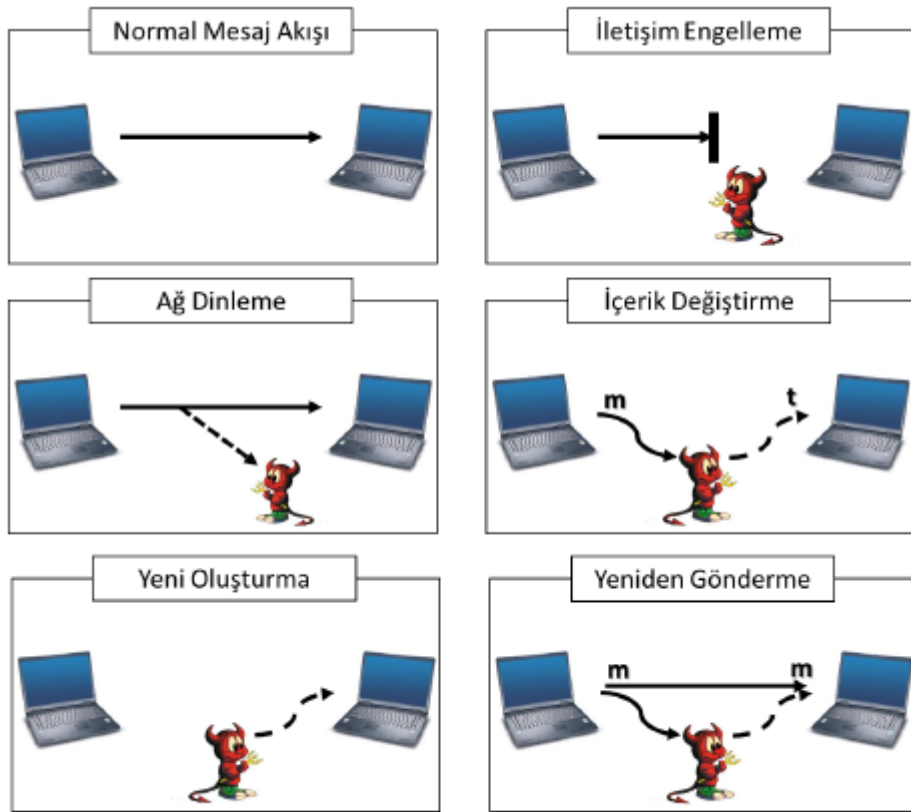 Normal Mesaj Akışı
İletişim Engelleme
Ağ Dinleme
İçerik Değiştirme
m
t
Yeni Oluşturma
Yeniden Gönderme
m
m